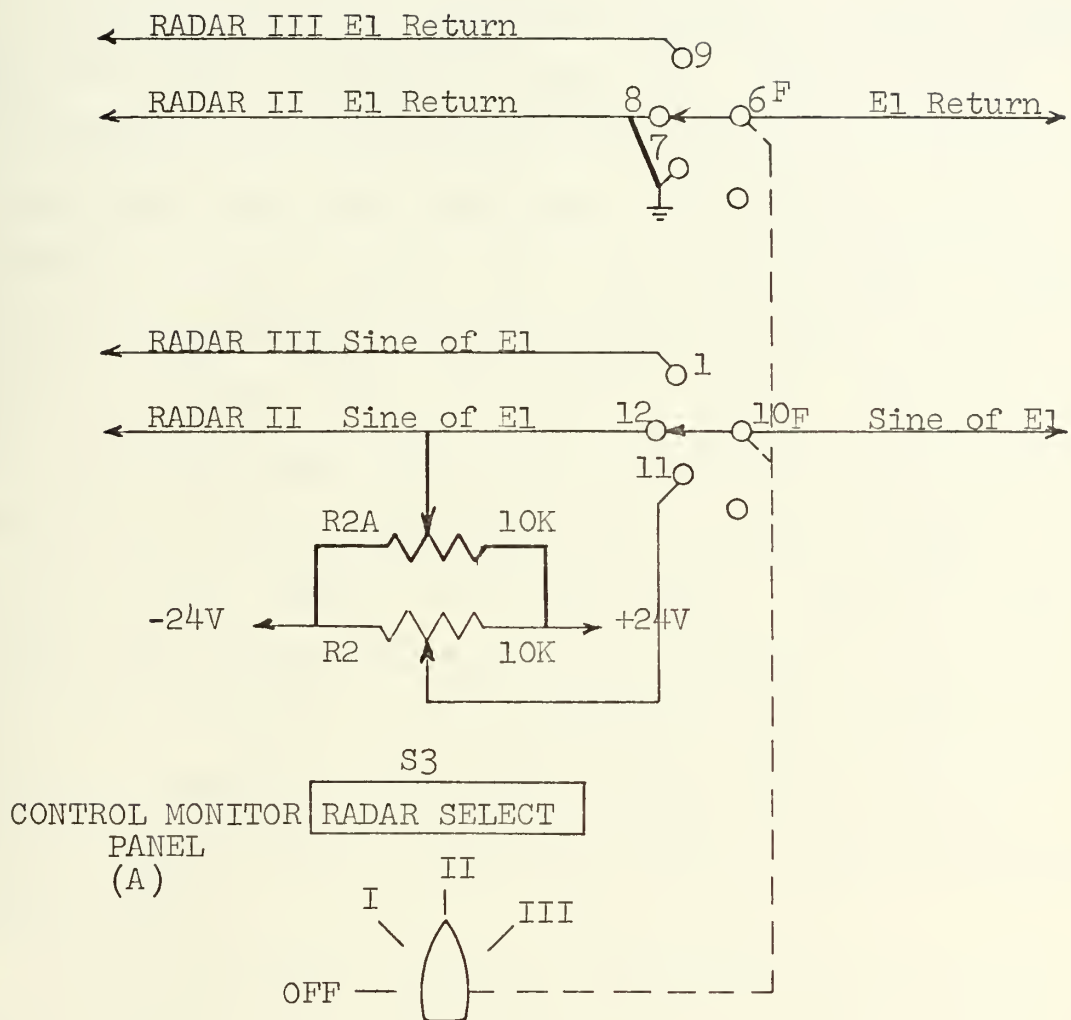 RADAR III El Return
9
RADAR II El Return
8
6F
El Return
7
RADAR III Sine of El
1
RADAR II Sine of El
12
10F
Sine of El
11
R2A
10K
-24V
+24V
R2
10K
S3
CONTROL MONITOR
PANEL
(A)
RADAR SELECT
II
I
III
OFF